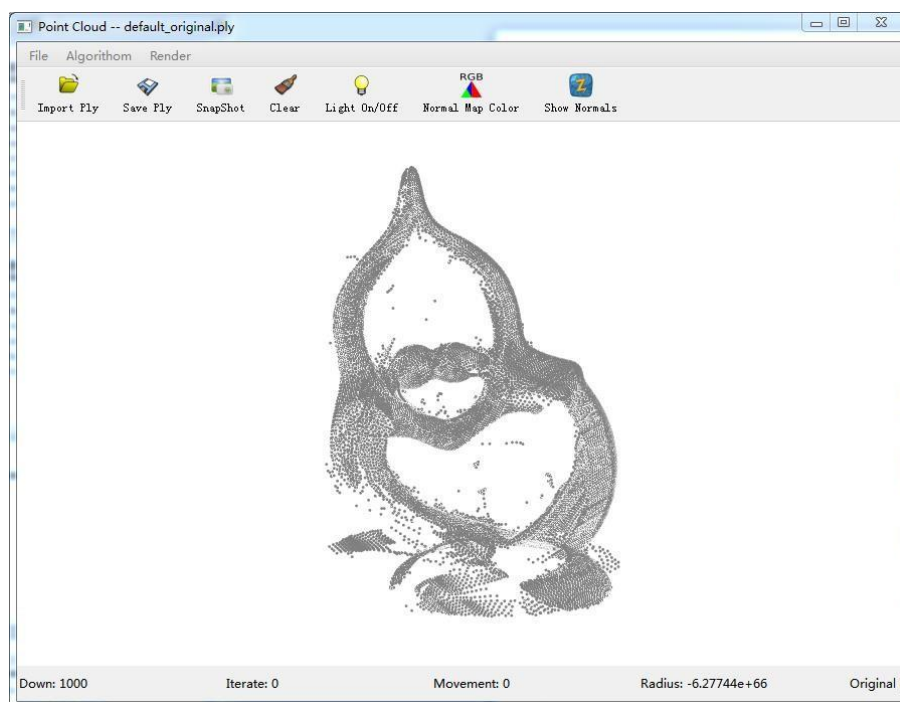 Point Cloud -- default_original.ply
File Algorithom Render
RGB
Import Ply Save Ply SnapShot Clear Light On/Off Normal Map Color Show Normals
Down: 1000 Iterate: 0 Movement: 0 Radius: -6.27744e+66 Original